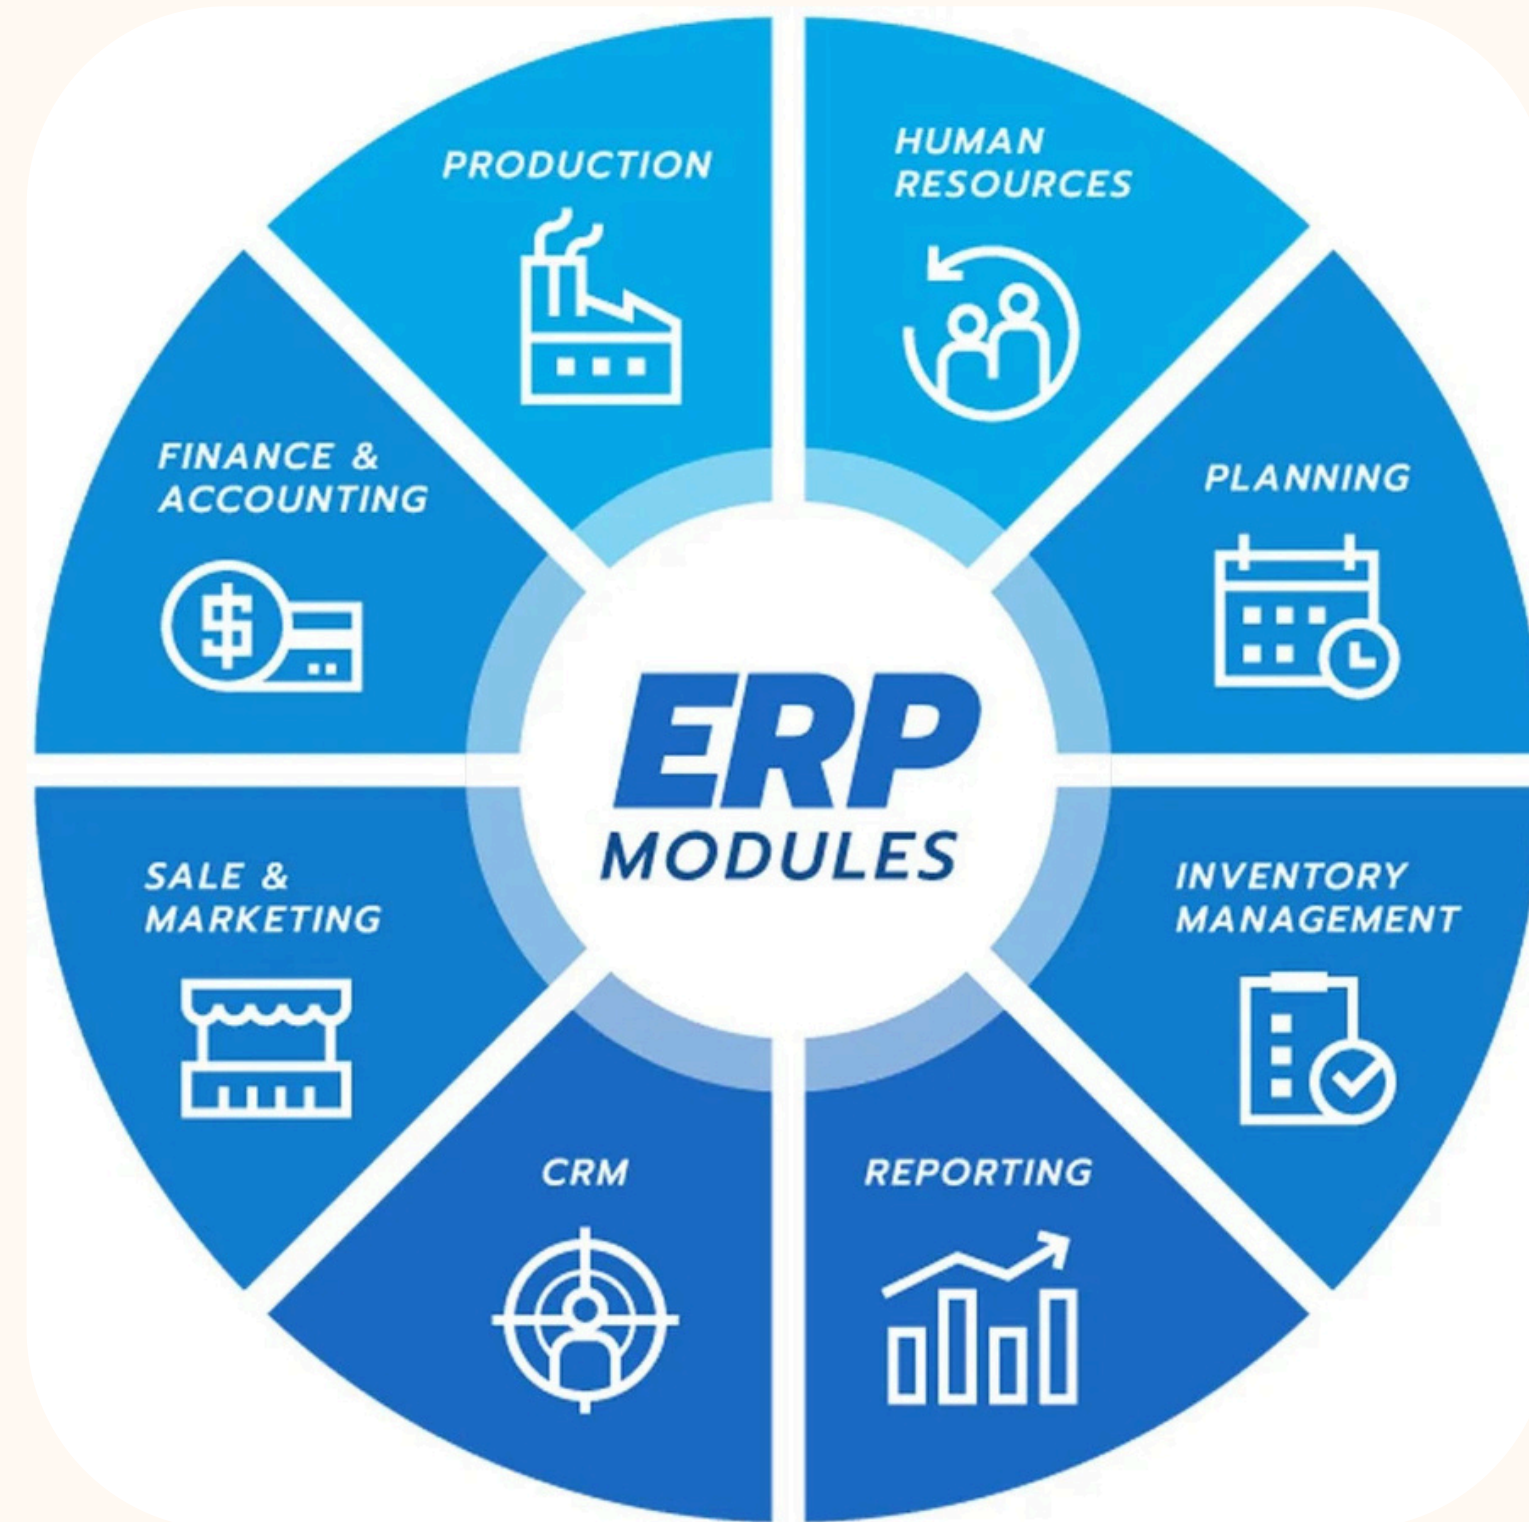 PRODUCTION
HUMAN
RESOURCES
FINANCE &
ACCOUNTING
PLANNING
ERP
MODULES
SALE &
MARKETING
INVENTORY
MANAGEMENT
CRM
REPORTING